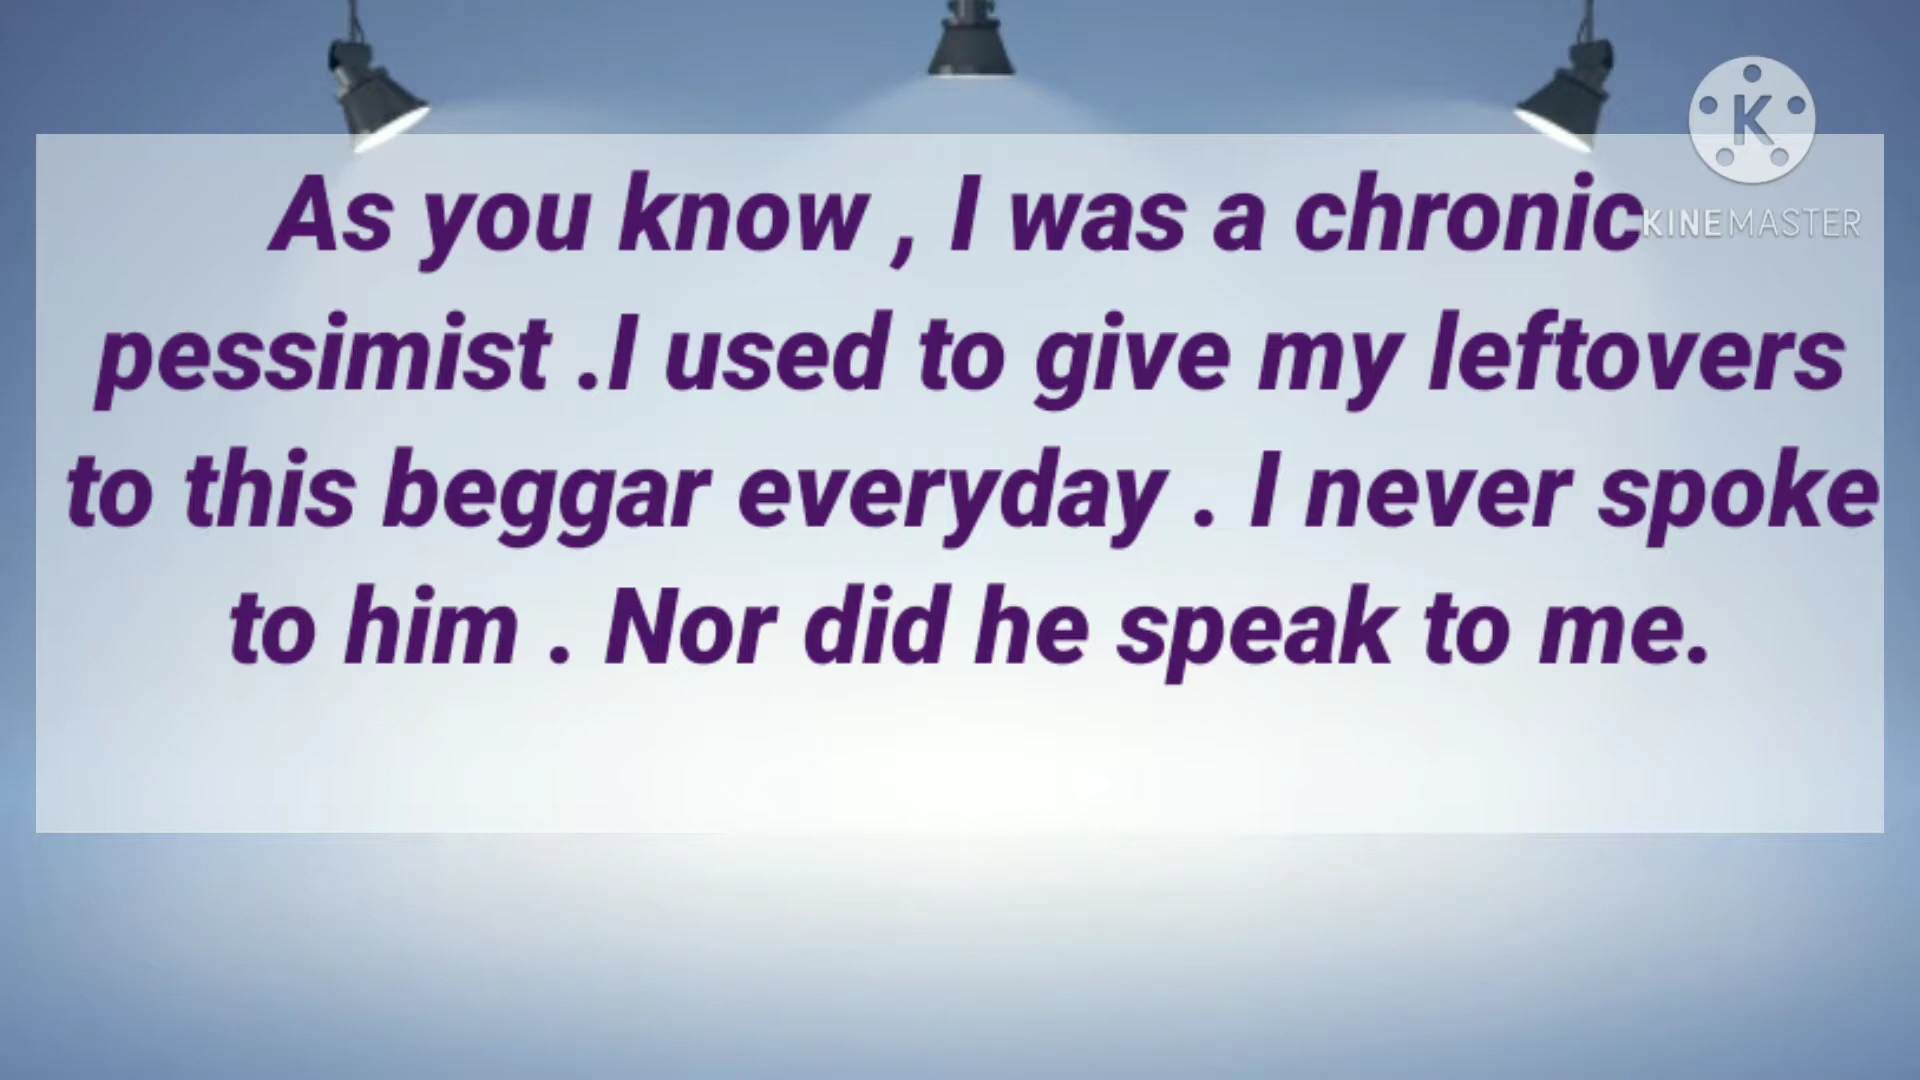 K
KINEMASTER
As you know , I was a chronic
pessimist .I used to give my leftovers
to this beggar everyday . I never spoke
to him . Nor did he speak to me.